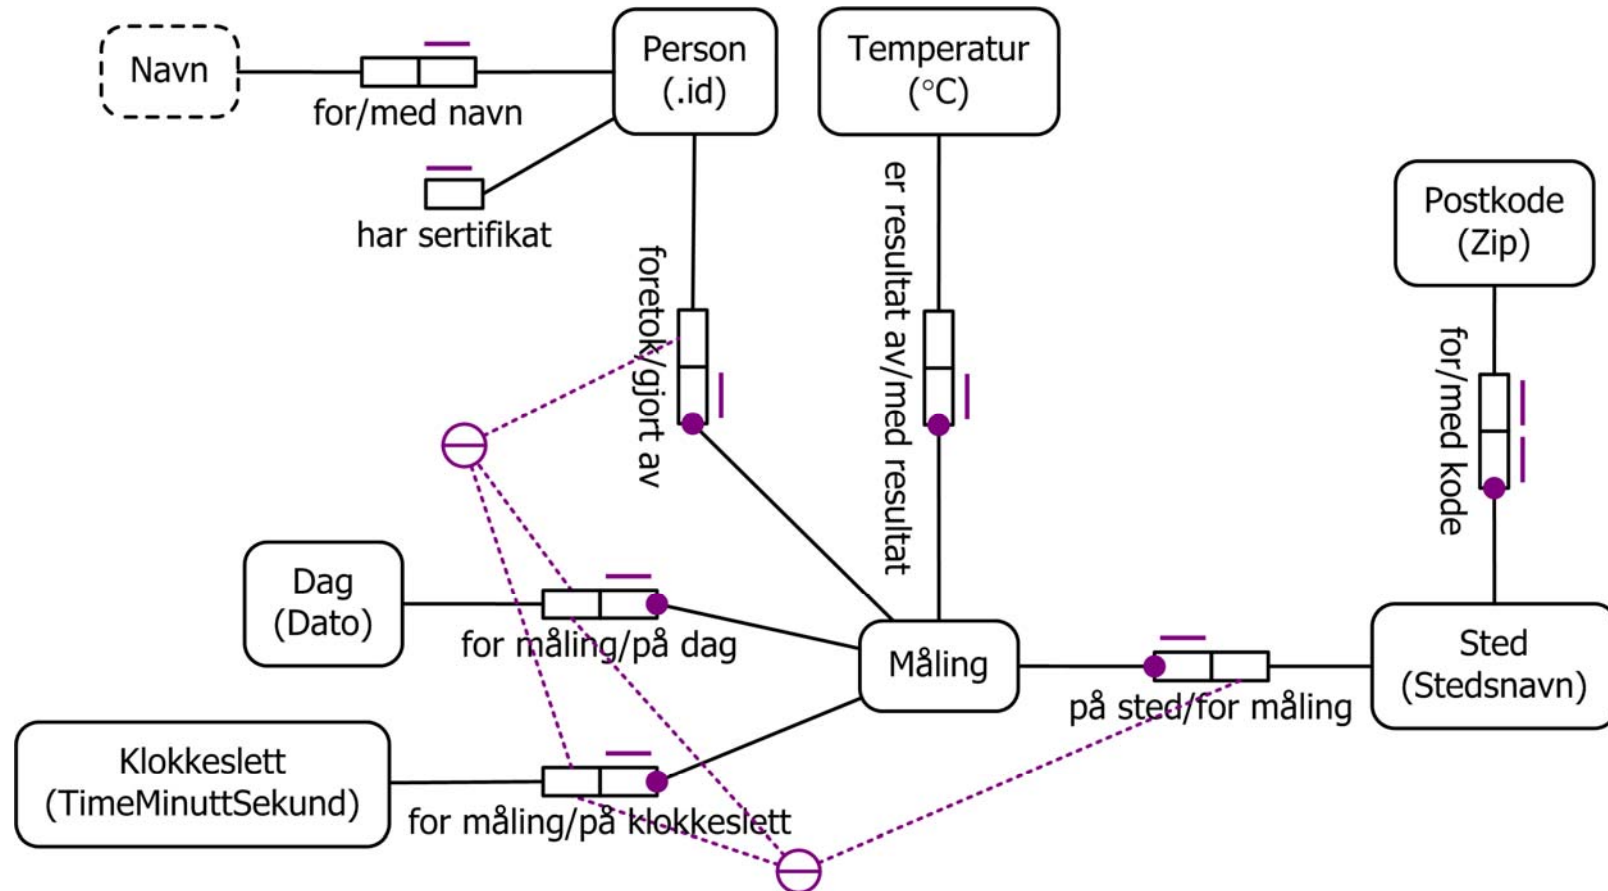 Navn
for/med navn
Person
(.id)
Temperatur
(°C)
har sertifikat
Postkode
(Zip)
foretok/gjort av
er resultat av/med resultat
for/med kode
Dag
(Dato)
for måling/på dag
Måling
på sted/for måling
Sted
(Stedsnavn)
Klokkeslett
(TimeMinuttSekund)
for måling/på klokkeslett